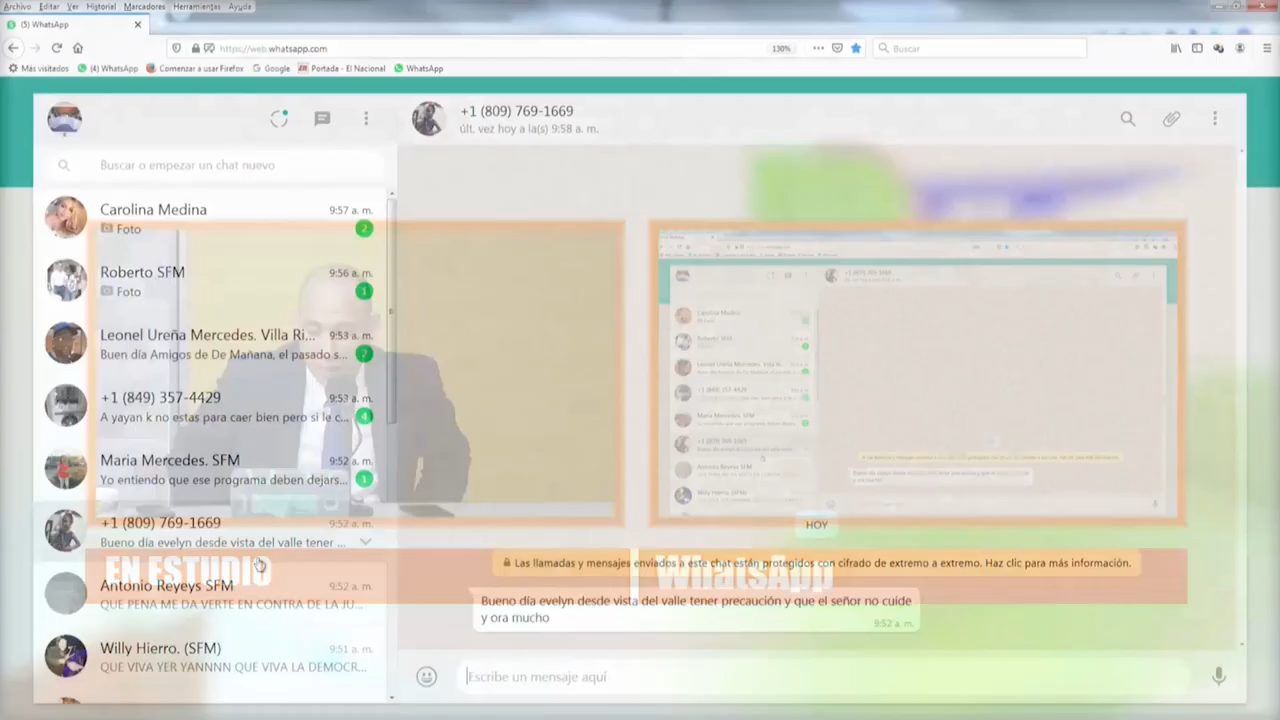 Archivo Editar Ver Historial Marcadores Herramientas Ayuda
(5) WhatsApp
https://web.whatsapp.com
130%
Buscar
Más visitados
(4) WhatsApp
Comenzar a usar Firefox
Google
Portada - El Nacional
WhatsApp
+1 (809) 769-1669
últ. vez hoy a la(s) 9:58 a. m.
Buscar o empezar un chat nuevo
Carolina Medina 9:57 a. m.
Foto 2
Roberto SFM 9:56 a. m.
Foto 1
Leonel Ureña Mercedes. Villa Ri... 9:53 a. m.
Buen día Amigos de De Mañana, el pasado s... 2
+1 (849) 357-4429 9:53 a. m.
A yayan k no estas para caer bien pero si le c... 4
Maria Mercedes. SFM 9:52 a. m.
Yo entiendo que ese programa deben dejars... 1
+1 (809) 769-1669 9:52 a. m.
Bueno día evelyn desde vista del valle tener ...
Antonio Reyeys SFM 9:52 a. m.
QUE PENA ME DA VERTE EN CONTRA DE LA JU...
Willy Hierro. (SFM) 9:51 a. m.
QUE VIVA YER YANNNN QUE VIVA LA DEMOCR...
HOY
Las llamadas y mensajes enviados a este chat están protegidos con cifrado de extremo a extremo. Haz clic para más información.
Bueno día evelyn desde vista del valle tener precaución y que el señor no cuide
y ora mucho
9:52 a. m.
Escribe un mensaje aquí
EN ESTUDIO
WhatsApp